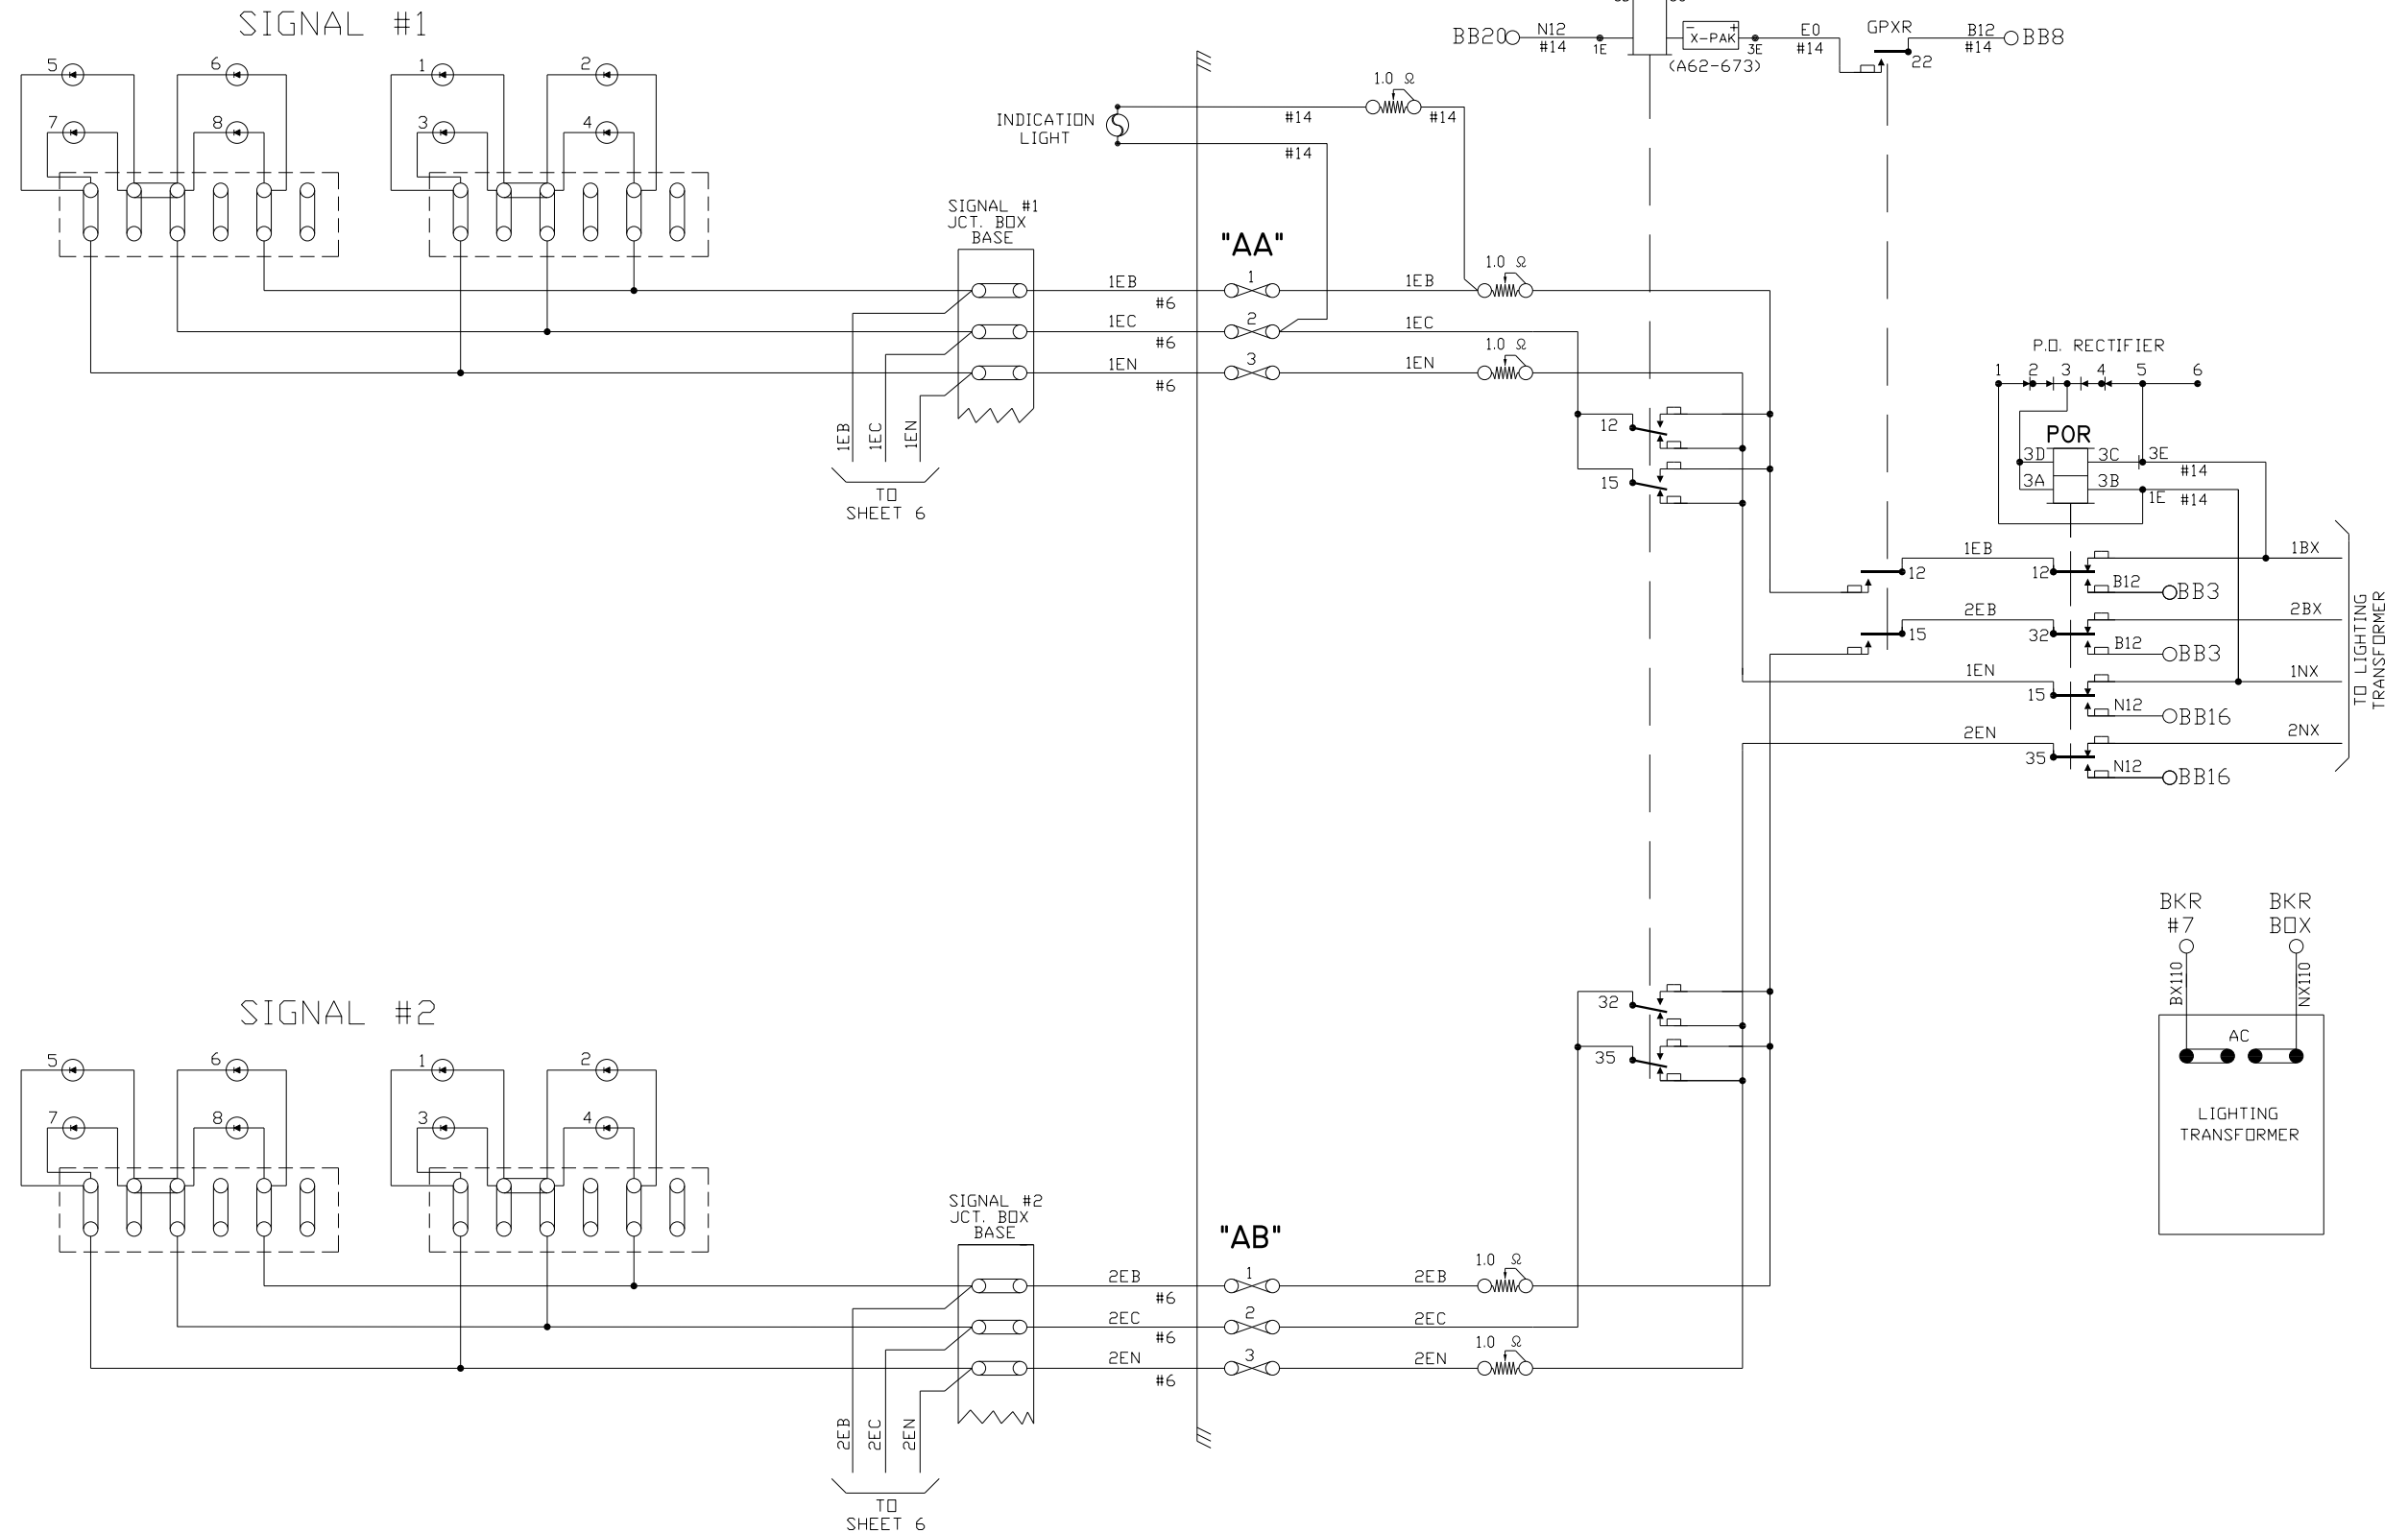 SIGNAL #1
5
6
7
8
1
2
3
4
INDICATION
LIGHT
#14
#14
1.0 Ω
#14
BB20
N12
#14
1E
- X-PAK +
(A62-673)
3E
E0
#14
GPXR
22
B12
#14
BB8
SIGNAL #1
JCT. BOX
BASE
"AA"
1EB
#6
1
1EB
1.0 Ω
1EC
#6
2
1EC
1EN
#6
3
1EN
1.0 Ω
1EB
1EC
1EN
TO
SHEET 6
12
15
P.O. RECTIFIER
1 2 3 4 5 6
POR
3D
3C
3E
#14
3A
3B
1E
#14
1EB
12
12
1BX
B12
BB3
2EB
15
32
2BX
B12
BB3
1EN
15
1NX
N12
BB16
2EN
35
2NX
N12
BB16
TO LIGHTING
TRANSFORMER
BKR
#7
BKR
BOX
BX110
NX110
AC
LIGHTING
TRANSFORMER
32
35
SIGNAL #2
5
6
7
8
1
2
3
4
SIGNAL #2
JCT. BOX
BASE
"AB"
2EB
#6
1
2EB
1.0 Ω
2EC
#6
2
2EC
2EN
#6
3
2EN
1.0 Ω
2EB
2EC
2EN
TO
SHEET 6